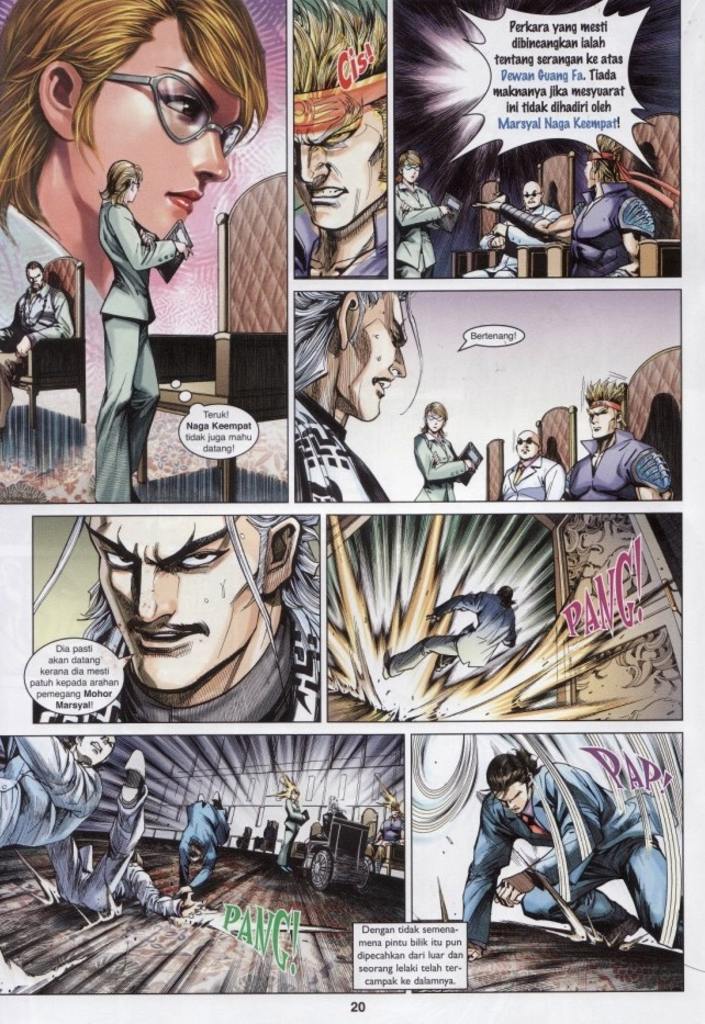 Teruk!
Naga Keempat
tidak juga mahu
datang!
Cis!
Perkara yang mesti
dibincangkan ialah
tentang serangan ke atas
Dewan Guang Fa. Tiada
maknanya jika mesyuarat
ini tidak dihadiri oleh
Marsyal Naga Keempat!
Bertenang!
Dia pasti
akan datang
kerana dia mesti
patuh kepada arahan
pemegang Mohor
Marsyal!
PANG!
PANG!
PAP!
Dengan tidak semena-
mena pintu bilik itu pun
dipecahkan dari luar dan
seorang lelaki telah ter-
campak ke dalamnya.
20